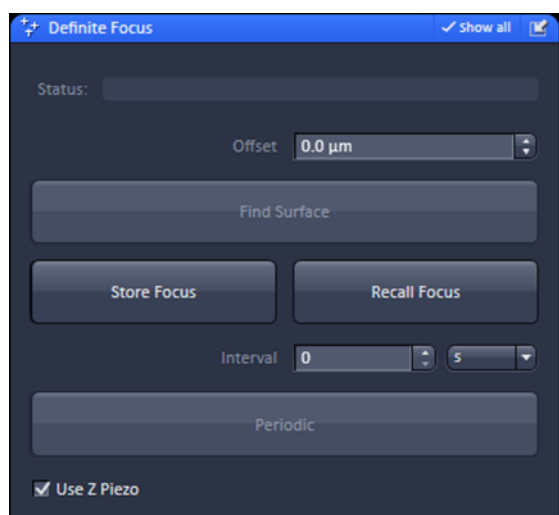 Definite Focus Show all
Status:
Offset 0.0 µm
Find Surface
Store Focus Recall Focus
Interval 0 s
Periodic
Use Z Piezo